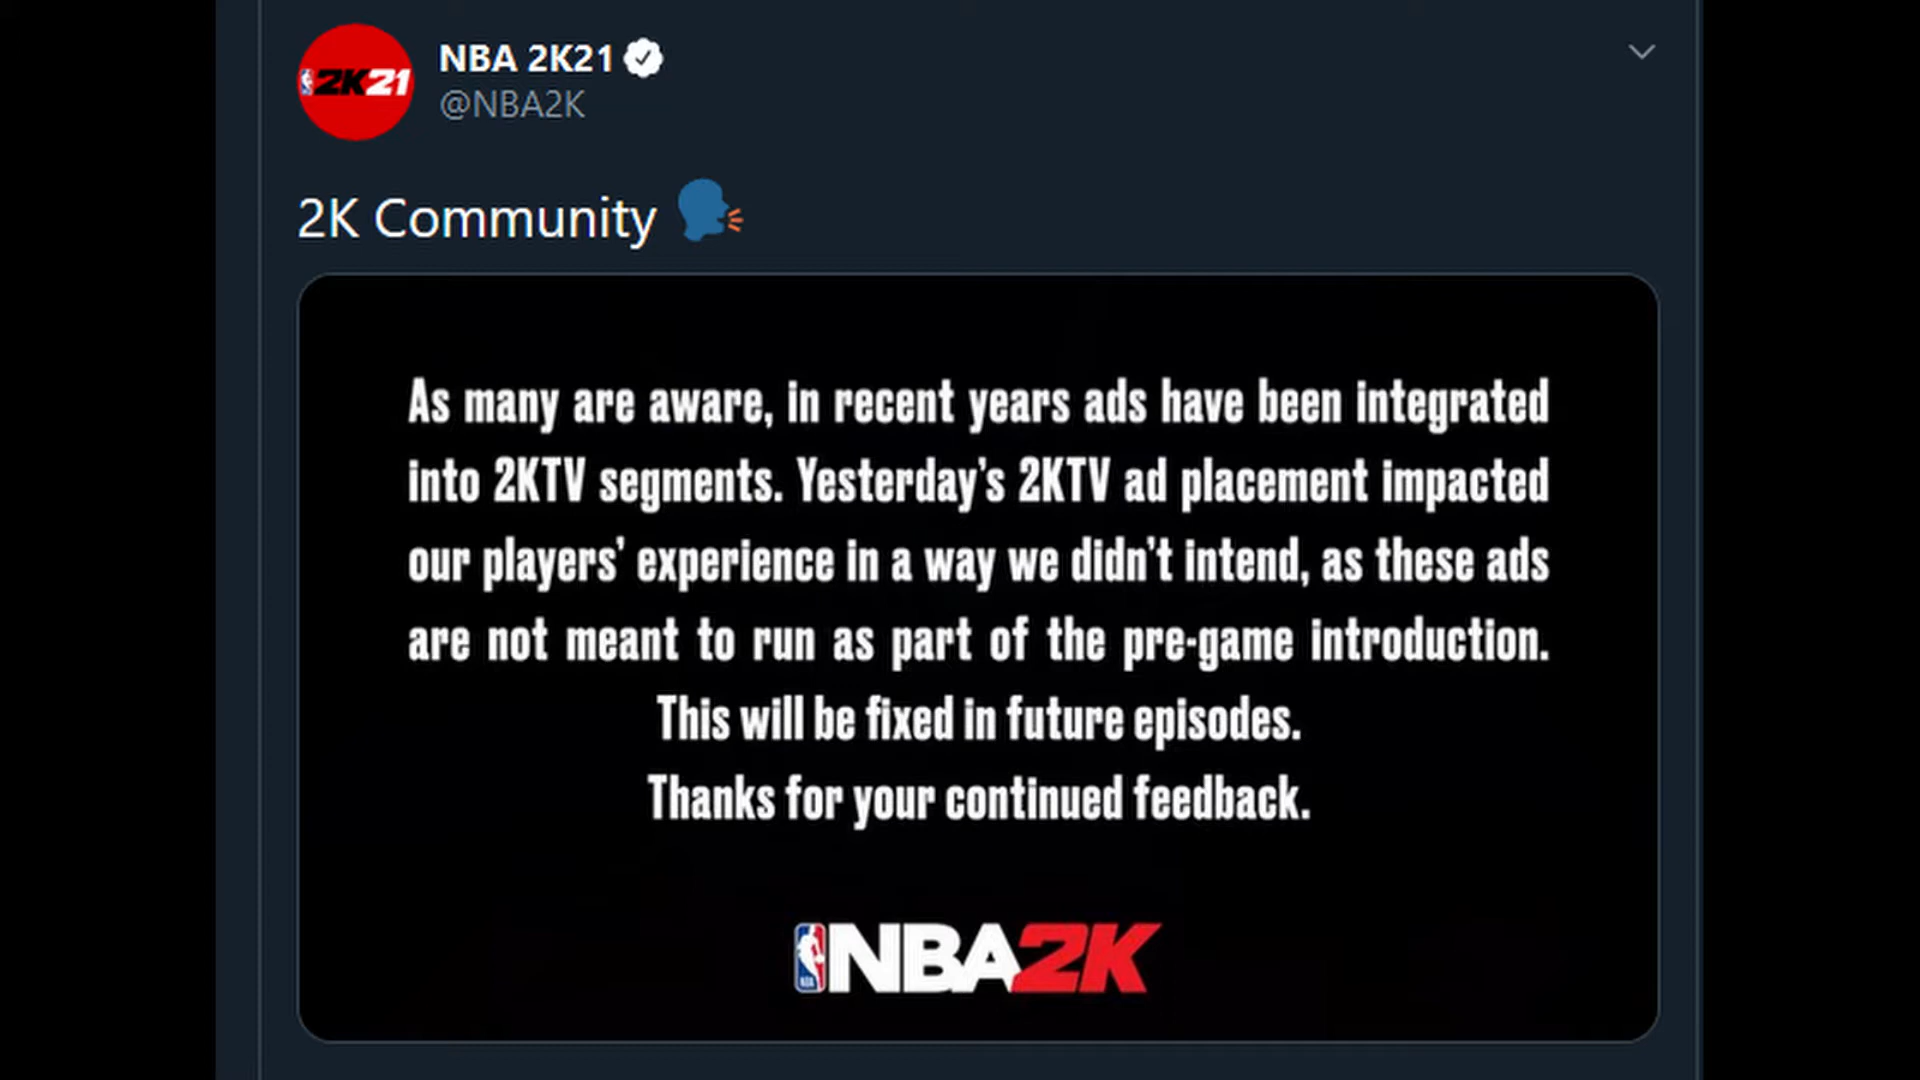 NBA 2K21
2K21
@NBA2K
2K Community
As many are aware, in recent years ads have been integrated
into 2KTV segments. Yesterday's 2KTV ad placement impacted
our players' experience in a way we didn't intend, as these ads
are not meant to run as part of the pre-game introduction.
This will be fixed in future episodes.
Thanks for your continued feedback.
NBA NBA2K